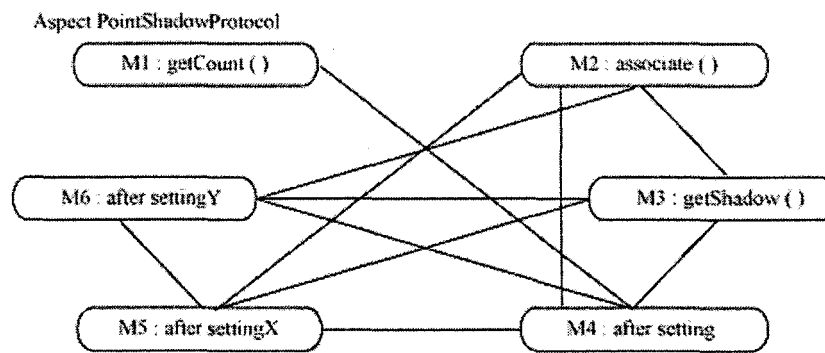 Aspect PointShadowProtocol
M1 : getCount ( )
M2 : associate ( )
M6 : after settingY
M3 : getShadow ( )
M5 : after settingX
M4 : after setting